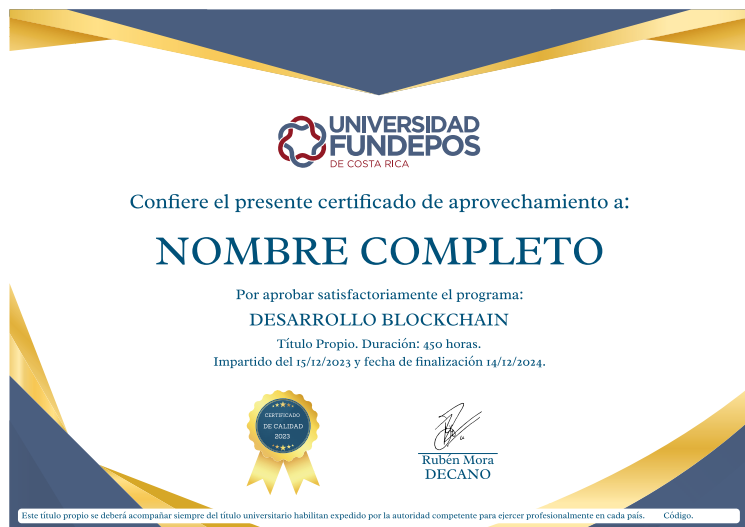 UNIVERSIDAD
FUNDEPOS
DE COSTA RICA
Confiere el presente certificado de aprovechamiento a:
NOMBRE COMPLETO
Por aprobar satisfactoriamente el programa:
DESARROLLO BLOCKCHAIN
Título Propio. Duración: 450 horas.
Impartido del 15/12/2023 y fecha de finalización 14/12/2024.
CERTIFICADO
DE CALIDAD
2023
Rubén Mora
DECANO
Este título propio se deberá acompañar siempre del título universitario habilitan expedido por la autoridad competente para ejercer profesionalmente en cada país. Código.